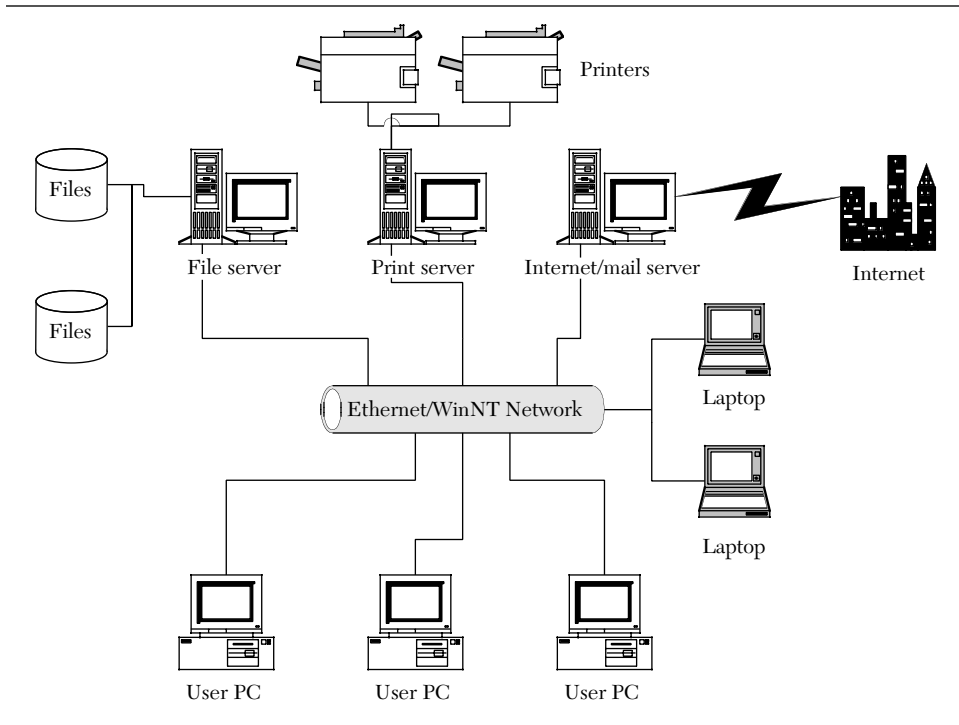 Printers
Files
File server
Print server
Internet/mail server
Internet
Files
Laptop
Ethernet/WinNT Network
Laptop
User PC
User PC
User PC